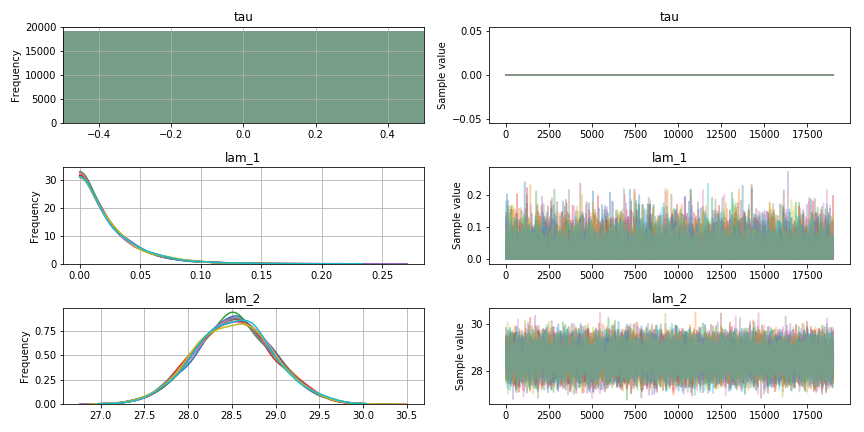 tau
Frequency
20000
15000
10000
5000
0
−0.4 −0.2 0.0 0.2 0.4
tau
Sample value
0.05
0.00
−0.05
0 2500 5000 7500 10000 12500 15000 17500
lam_1
Frequency
30
20
10
0
0.00 0.05 0.10 0.15 0.20 0.25
lam_1
Sample value
0.2
0.1
0.0
0 2500 5000 7500 10000 12500 15000 17500
lam_2
Frequency
0.75
0.50
0.25
0.00
27.0 27.5 28.0 28.5 29.0 29.5 30.0 30.5
lam_2
Sample value
30
28
0 2500 5000 7500 10000 12500 15000 17500